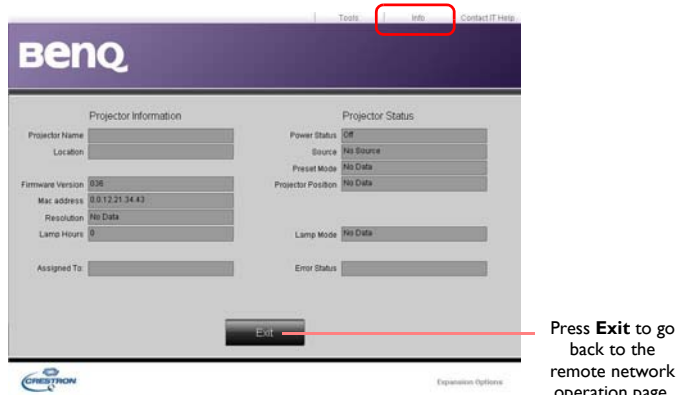 Tools Info Contact IT Help
BenQ
Projector Information Projector Status
Projector Name Power Status Off
Location Source No Source
Preset Mode No Data
Firmware Version 036 Projector Position No Data
Mac address 0.0.12.21.34.43
Resolution No Data
Lamp Hours 0 Lamp Mode No Data
Assigned To: Error Status
Exit
Press Exit to go
back to the
remote network
operation page.
CRESTRON Expansion Options